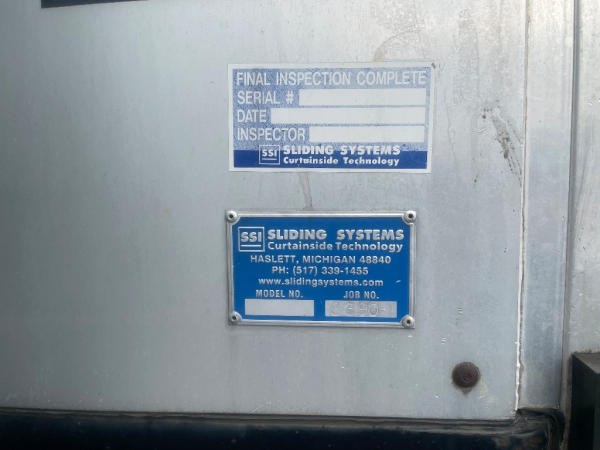 FINAL INSPECTION COMPLETE
SERIAL #
DATE
INSPECTOR
SSI SLIDING SYSTEMS
Curtainside Technology
SSI SLIDING SYSTEMS
Curtainside Technology
HASLETT, MICHIGAN 48840
PH: (517) 339-1455
www.slidingsystems.com
MODEL NO. JOB NO.